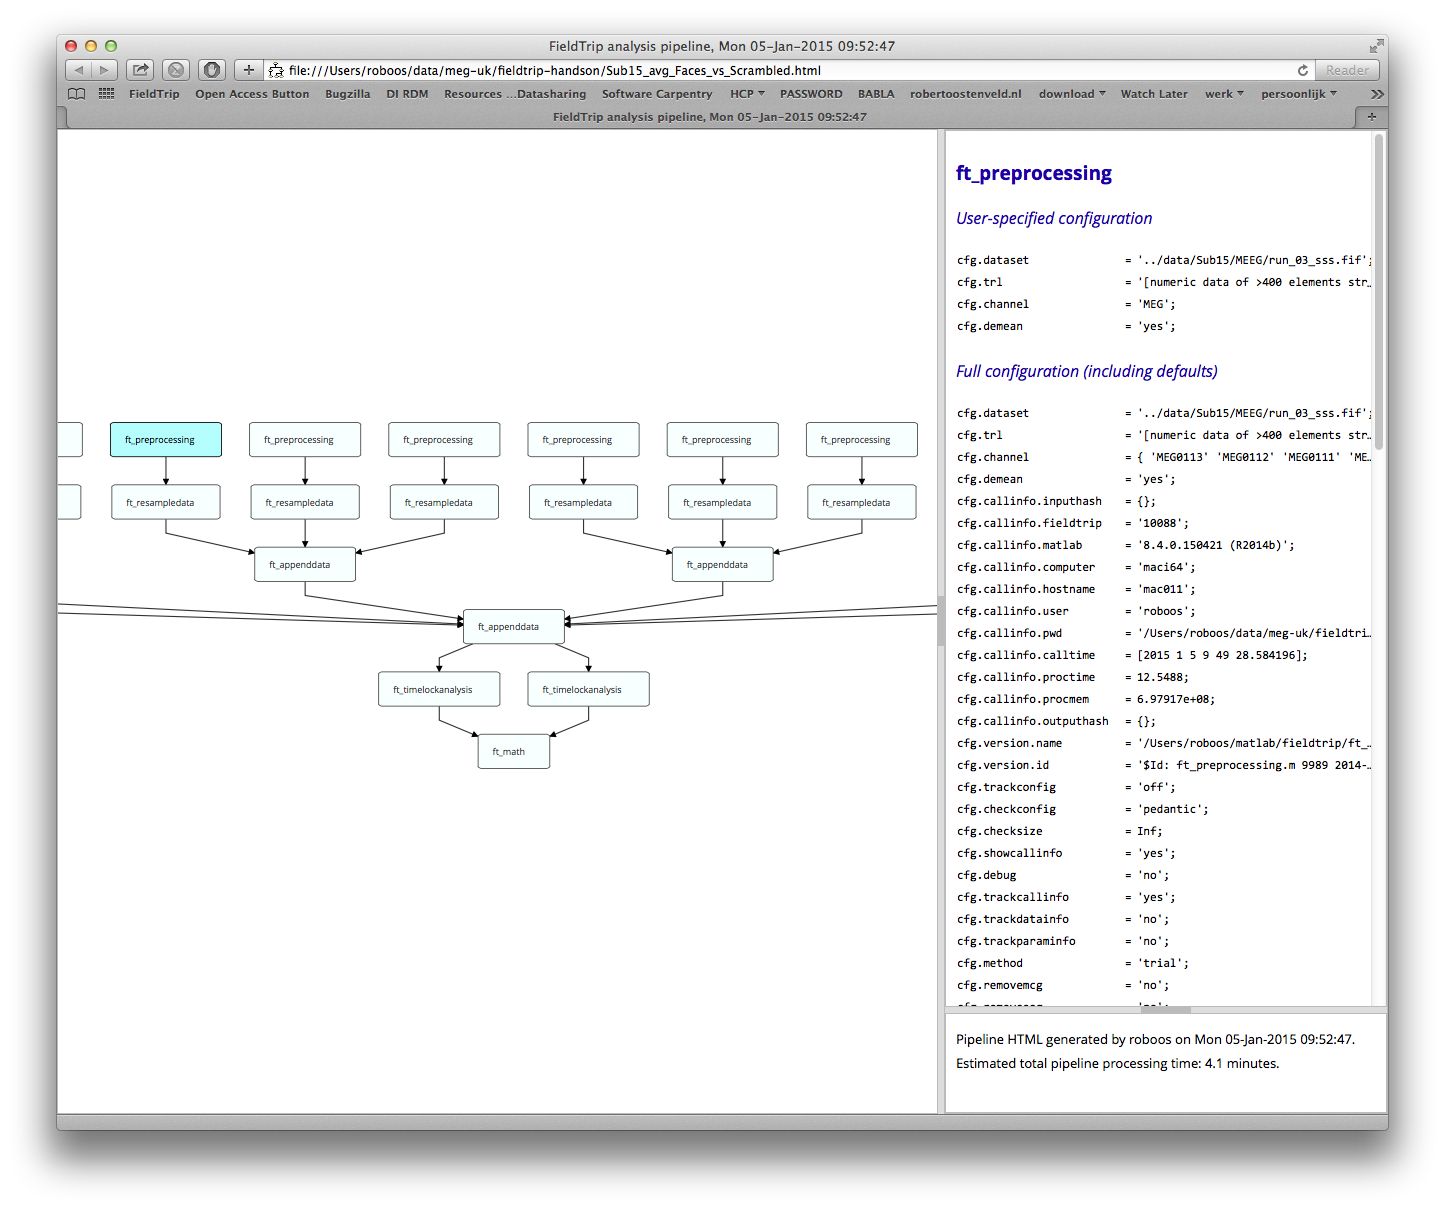 FieldTrip analysis pipeline, Mon 05-Jan-2015 09:52:47
file:///Users/roboos/data/meg-uk/fieldtrip-handson/Sub15_avg_Faces_vs_Scrambled.html
Reader
FieldTrip Open Access Button Bugzilla DI RDM Resources ...Datasharing Software Carpentry HCP PASSWORD BABLA robertoostenveld.nl download Watch Later werk persoonlijk
FieldTrip analysis pipeline, Mon 05-Jan-2015 09:52:47
ft_preprocessing ft_preprocessing ft_preprocessing ft_preprocessing ft_preprocessing ft_preprocessing
ft_resampledata ft_resampledata ft_resampledata ft_resampledata ft_resampledata ft_resampledata
ft_appenddata ft_appenddata
ft_appenddata
ft_timelockanalysis ft_timelockanalysis
ft_math
ft_preprocessing
User-specified configuration
cfg.dataset = '../data/Sub15/MEEG/run_03_sss.fif';
cfg.trl = '[numeric data of >400 elements str…
cfg.channel = 'MEG';
cfg.demean = 'yes';
Full configuration (including defaults)
cfg.dataset = '../data/Sub15/MEEG/run_03_sss.fif';
cfg.trl = '[numeric data of >400 elements str…
cfg.channel = { 'MEG0113' 'MEG0112' 'MEG0111' 'ME…
cfg.demean = 'yes';
cfg.callinfo.inputhash = {};
cfg.callinfo.fieldtrip = '10088';
cfg.callinfo.matlab = '8.4.0.150421 (R2014b)';
cfg.callinfo.computer = 'maci64';
cfg.callinfo.hostname = 'mac011';
cfg.callinfo.user = 'roboos';
cfg.callinfo.pwd = '/Users/roboos/data/meg-uk/fieldtri…
cfg.callinfo.calltime = [2015 1 5 9 49 28.584196];
cfg.callinfo.proctime = 12.5488;
cfg.callinfo.procmem = 6.97917e+08;
cfg.callinfo.outputhash = {};
cfg.version.name = '/Users/roboos/matlab/fieldtrip/ft_…
cfg.version.id = '$Id: ft_preprocessing.m 9989 2014-…
cfg.trackconfig = 'off';
cfg.checkconfig = 'pedantic';
cfg.checksize = Inf;
cfg.showcallinfo = 'yes';
cfg.debug = 'no';
cfg.trackcallinfo = 'yes';
cfg.trackdatainfo = 'no';
cfg.trackparaminfo = 'no';
cfg.method = 'trial';
cfg.removemcg = 'no';
Pipeline HTML generated by roboos on Mon 05-Jan-2015 09:52:47.
Estimated total pipeline processing time: 4.1 minutes.